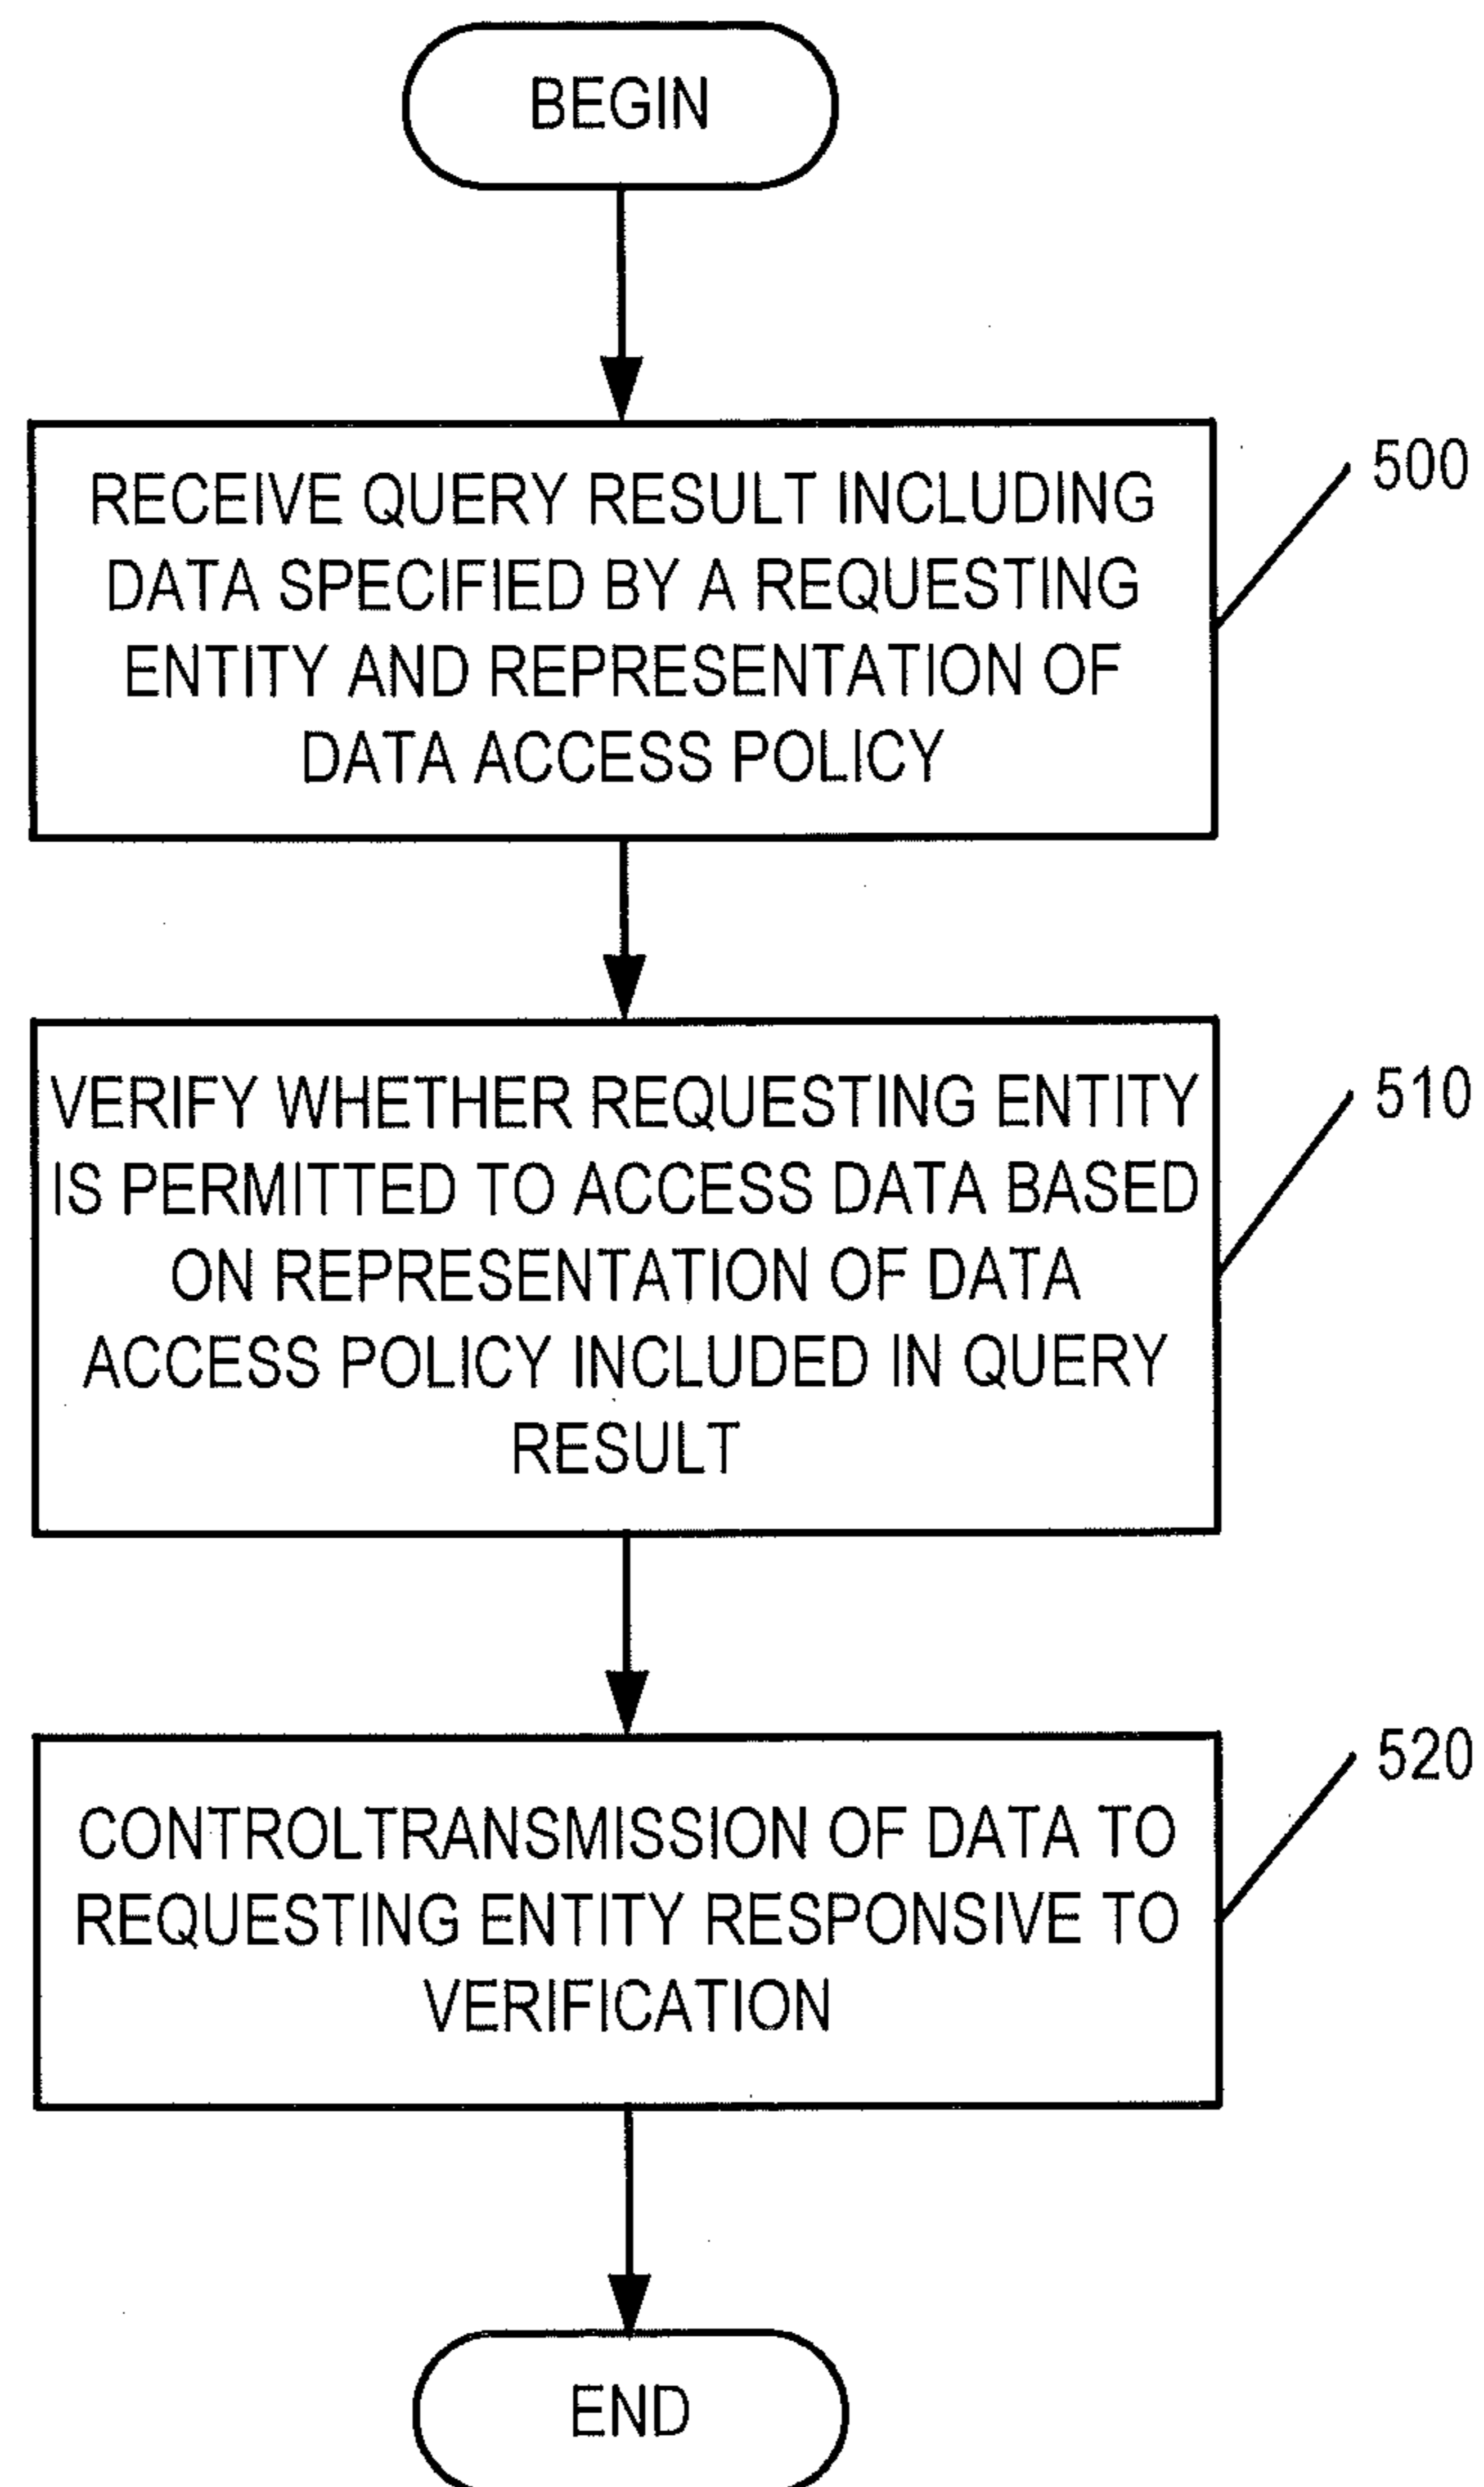 BEGIN
RECEIVE QUERY RESULT INCLUDING
DATA SPECIFIED BY A REQUESTING
ENTITY AND REPRESENTATION OF
DATA ACCESS POLICY
500
VERIFY WHETHER REQUESTING ENTITY
IS PERMITTED TO ACCESS DATA BASED
ON REPRESENTATION OF DATA
ACCESS POLICY INCLUDED IN QUERY
RESULT
510
CONTROLTRANSMISSION OF DATA TO
REQUESTING ENTITY RESPONSIVE TO
VERIFICATION
520
END